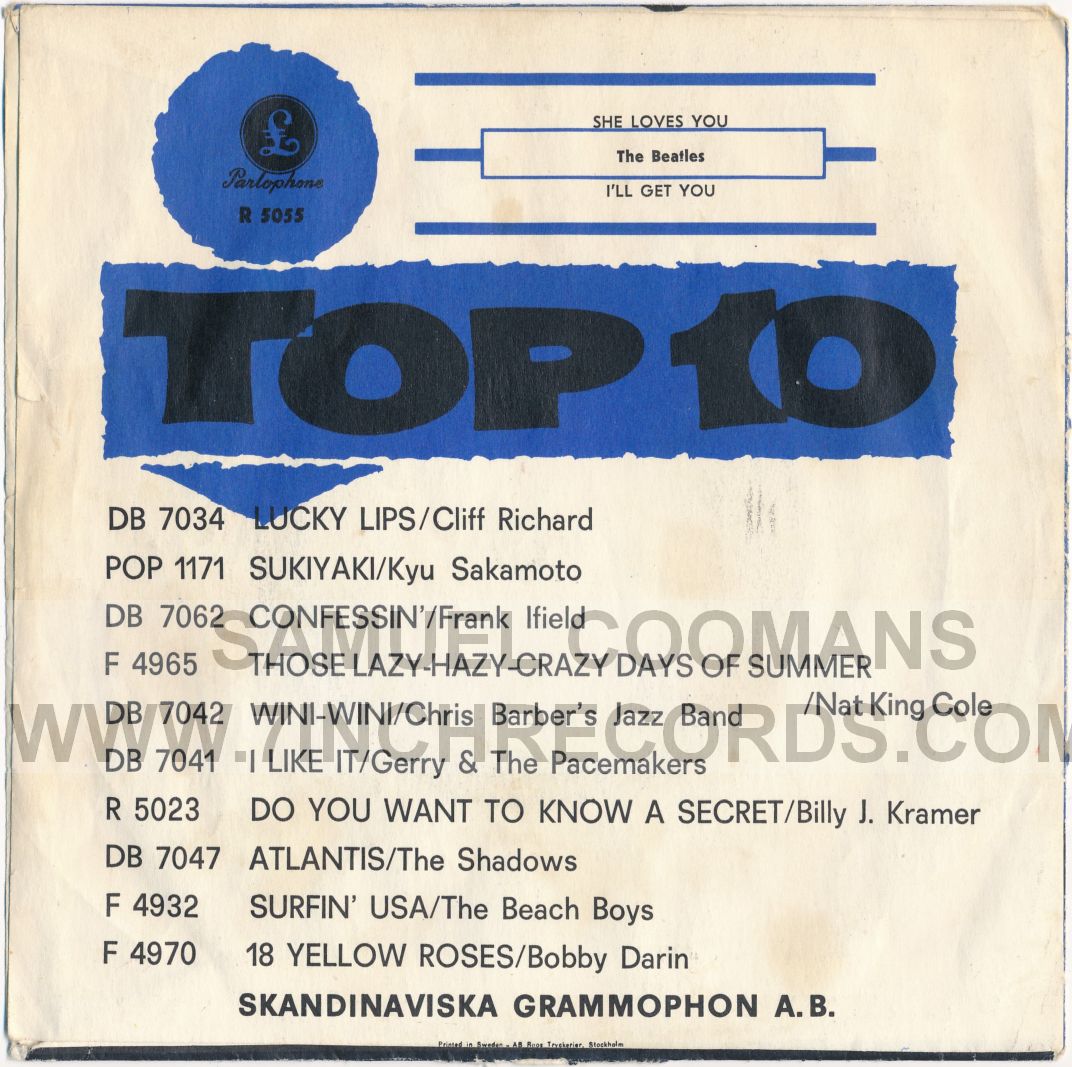 £
Parlophone
R 5055
SHE LOVES YOU
The Beatles
I'LL GET YOU
TOP 10
DB 7034 LUCKY LIPS/Cliff Richard
POP 1171 SUKIYAKI/Kyu Sakamoto
DB 7062 CONFESSIN'/Frank Ifield
F 4965 THOSE LAZY-HAZY-CRAZY DAYS OF SUMMER
/Nat King Cole
DB 7042 WINI-WINI/Chris Barber's Jazz Band
DB 7041 I LIKE IT/Gerry & The Pacemakers
R 5023 DO YOU WANT TO KNOW A SECRET/Billy J. Kramer
DB 7047 ATLANTIS/The Shadows
F 4932 SURFIN' USA/The Beach Boys
F 4970 18 YELLOW ROSES/Bobby Darin
SKANDINAVISKA GRAMMOPHON A.B.
Printed in Sweden - AB Roos Tryckerier, Stockholm
SAMUEL COOMANS
WWW.7INCHRECORDS.COM